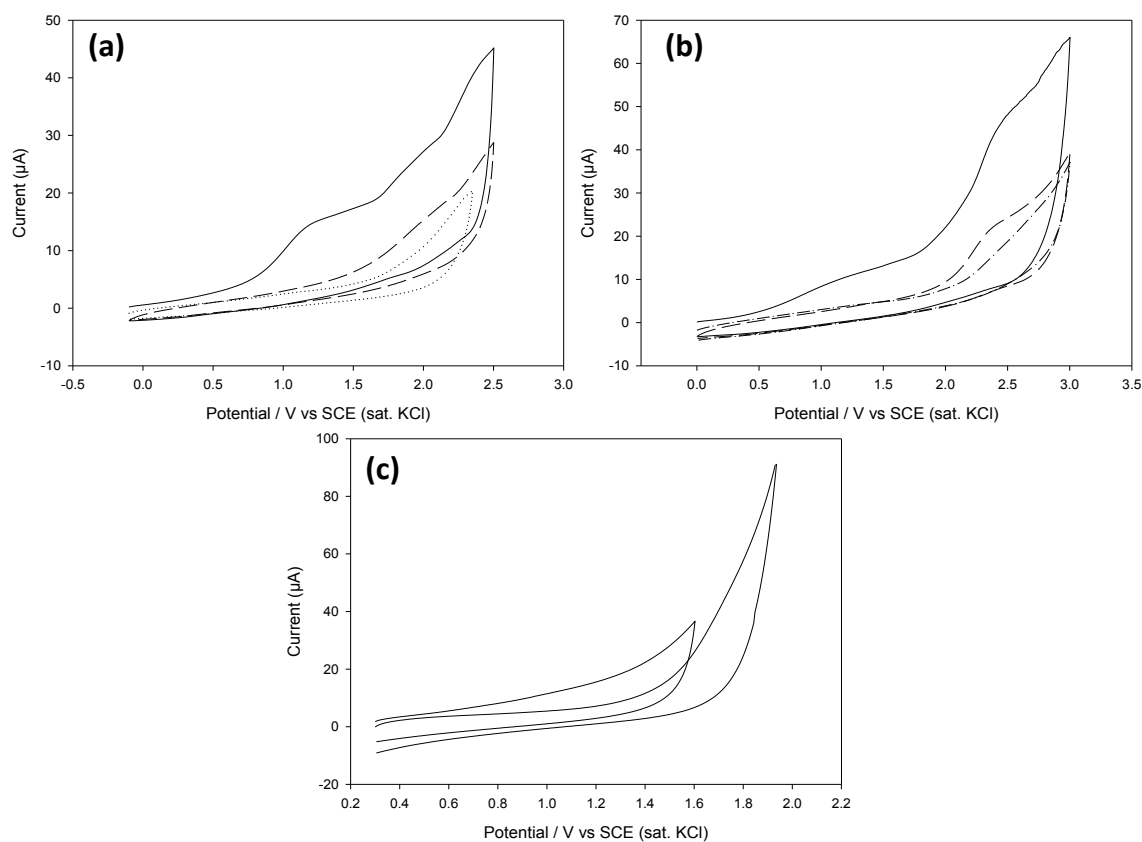 (a)
Current (µA)
50
40
30
20
10
0
-10
-0.5 0.0 0.5 1.0 1.5 2.0 2.5 3.0
Potential / V vs SCE (sat. KCl)
(b)
Current (µA)
70
60
50
40
30
20
10
0
-10
0.0 0.5 1.0 1.5 2.0 2.5 3.0 3.5
Potential / V vs SCE (sat. KCl)
(c)
Current (µA)
100
80
60
40
20
0
-20
0.2 0.4 0.6 0.8 1.0 1.2 1.4 1.6 1.8 2.0 2.2
Potential / V vs SCE (sat. KCl)